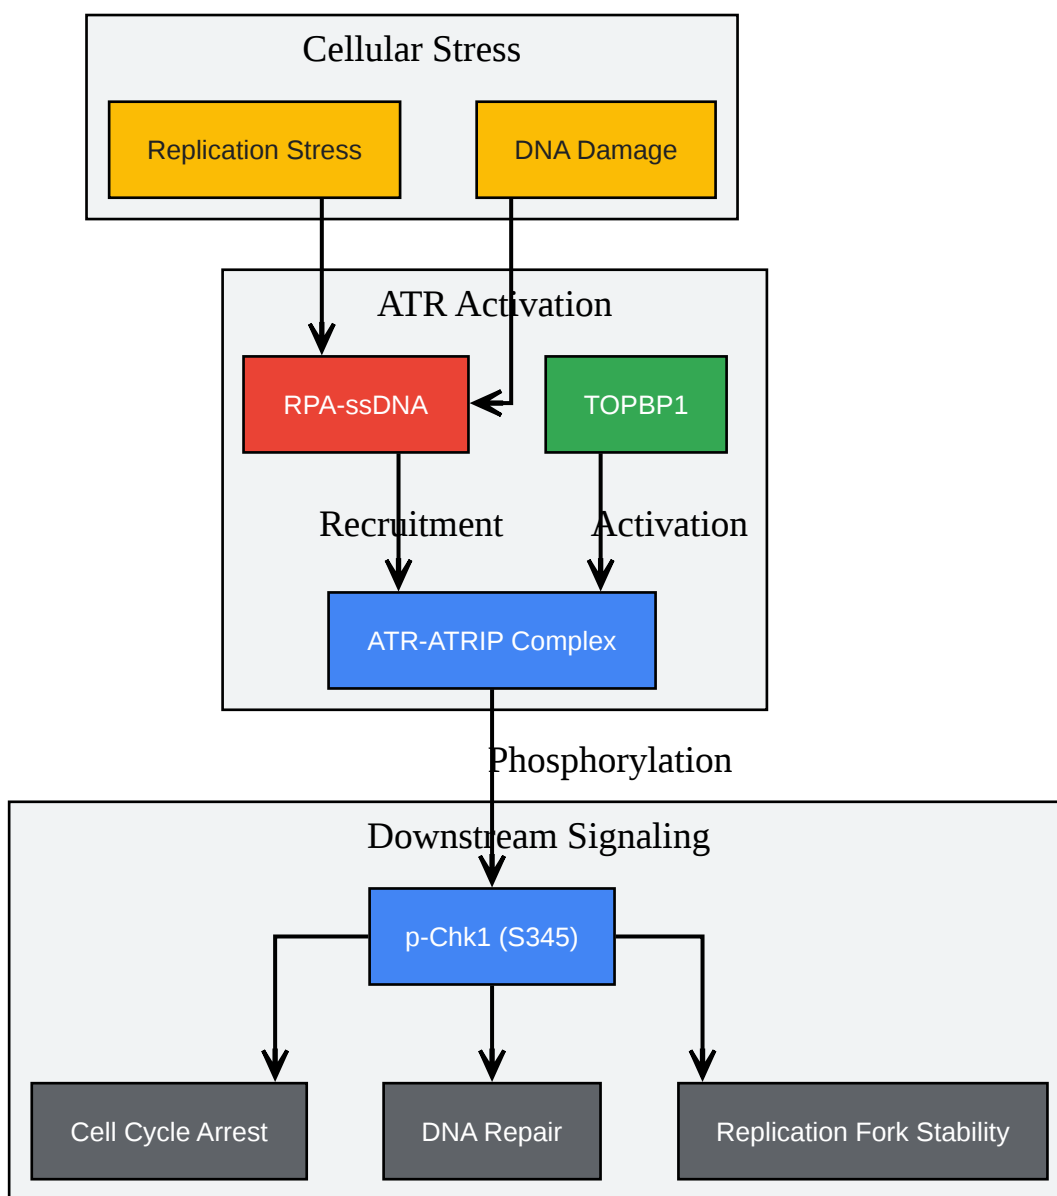 Cellular Stress
Replication Stress
DNA Damage
ATR Activation
RPA-ssDNA
TOPBP1
Recruitment
Activation
ATR-ATRIP Complex
Phosphorylation
Downstream Signaling
p-Chk1 (S345)
Cell Cycle Arrest
DNA Repair
Replication Fork Stability